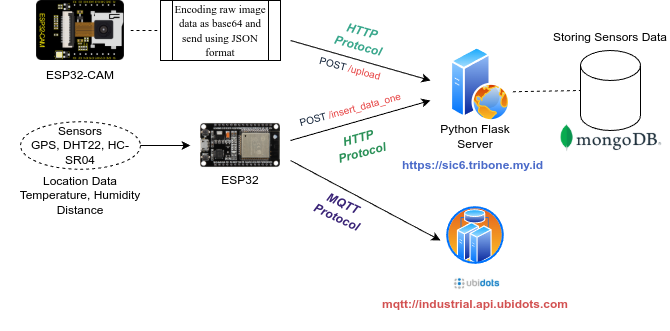 Encoding raw image
data as base64 and
send using JSON
format
HTTP
Protocol
POST /upload
ESP32-CAM
ESP32-CAM
Storing Sensors Data
Sensors
GPS, DHT22, HC-
SR04
Location Data
Temperature, Humidity
Distance
ESP32
POST /insert_data_one
HTTP
Protocol
MQTT
Protocol
Python Flask
Server
https://sic6.tribone.my.id
mongoDB.
ubidots
mqtt://industrial.api.ubidots.com